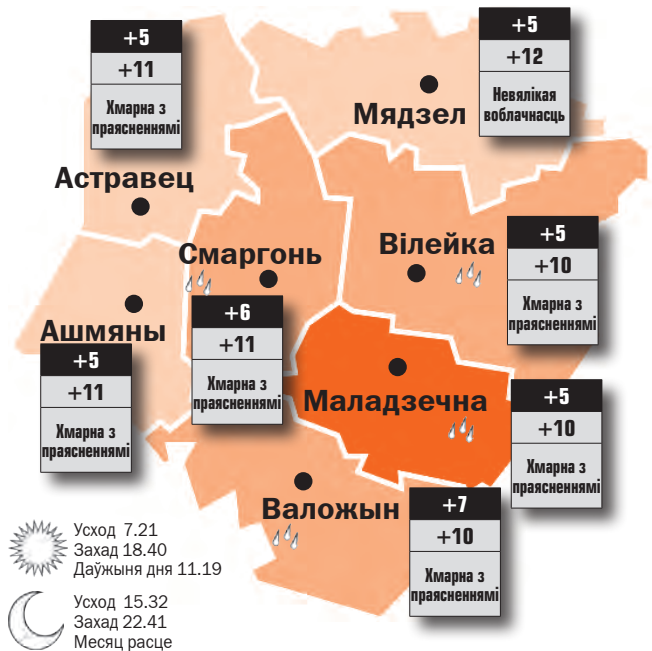 +5
+11
Хмарна з
праясненнямі
+5
+12
Невялікая
воблачнасць
Мядзел
Астравец
Смаргонь
Вілейка
+5
+10
Хмарна з
праясненнямі
Ашмяны
+6
+11
Хмарна з
праясненнямі
+5
+11
Хмарна з
праясненнямі
Маладзечна
+5
+10
Хмарна з
праясненнямі
Валожын
+7
+10
Хмарна з
праясненнямі
Усход 7.21
Захад 18.40
Даўжыня дня 11.19
Усход 15.32
Захад 22.41
Месяц расце